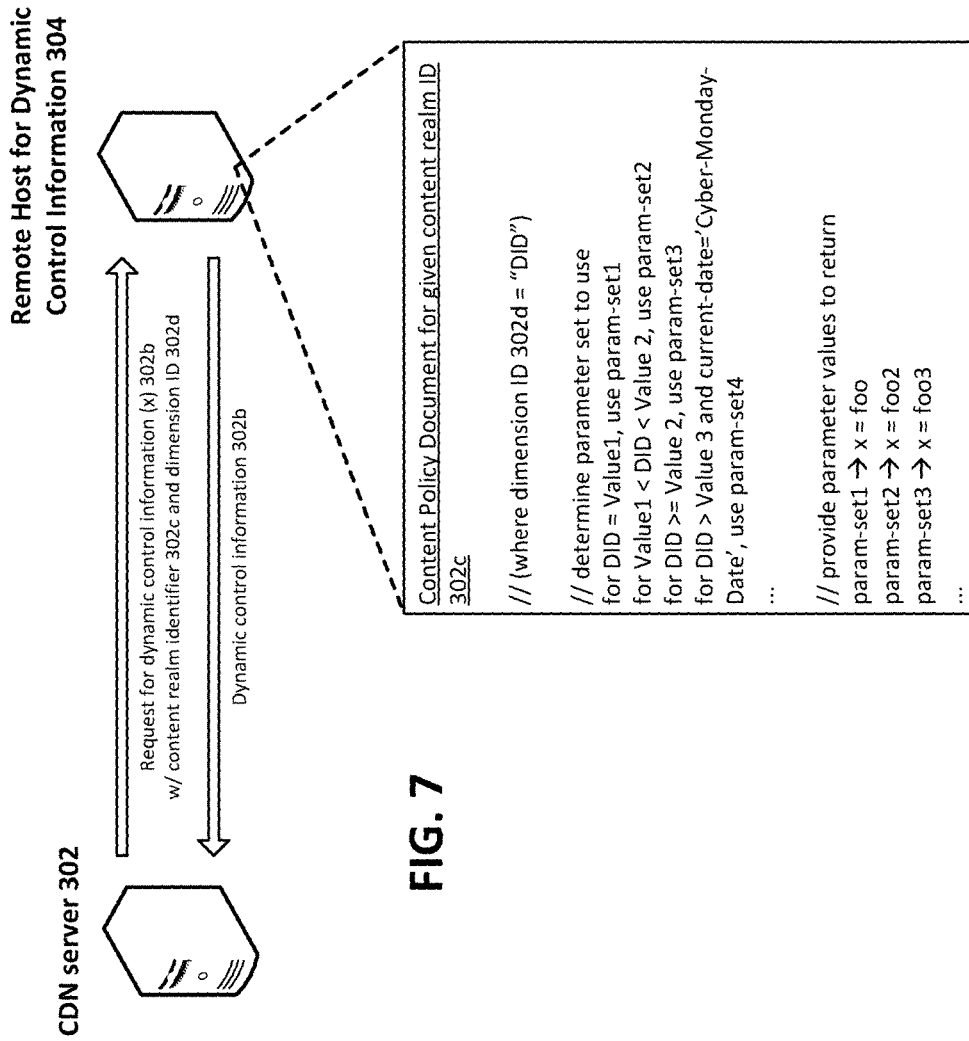 CDN server 302
Remote Host for Dynamic
Control Information 304
Request for dynamic control information (x) 302b
w/ content realm identifier 302c and dimension ID 302d
Dynamic control information 302b
Content Policy Document for given content realm ID
302c
// (where dimension ID 302d = “DID”)
// determine parameter set to use
for DID = Value1, use param-set1
for Value1 < DID < Value 2, use param-set2
for DID >= Value 2, use param-set3
for DID > Value 3 and current-date=‘Cyber-Monday-
Date’, use param-set4
...
// provide parameter values to return
param-set1 → x = foo
param-set2 → x = foo2
param-set3 → x = foo3
...
FIG. 7